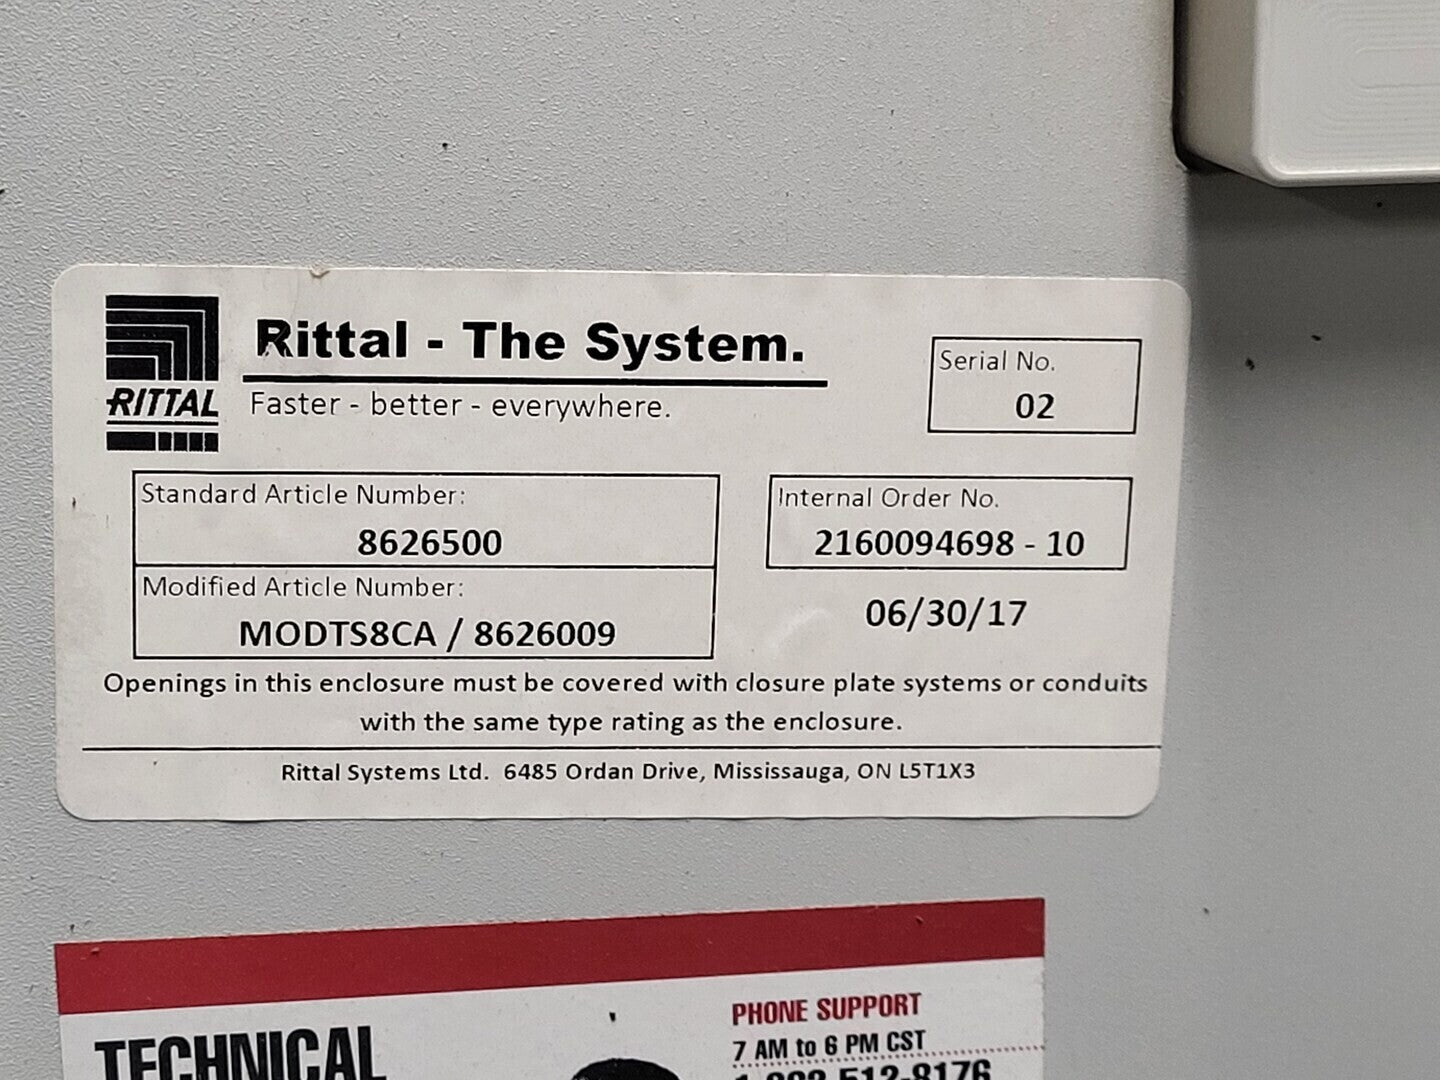 Rittal - The System.
RITTAL
Faster - better - everywhere.
Serial No.
02
Standard Article Number:
8626500
Internal Order No.
2160094698 - 10
Modified Article Number:
MODTS8CA / 8626009
06/30/17
Openings in this enclosure must be covered with closure plate systems or conduits
with the same type rating as the enclosure.
Rittal Systems Ltd. 6485 Ordan Drive, Mississauga, ON L5T1X3
TECHNICAL
PHONE SUPPORT
7 AM to 6 PM CST